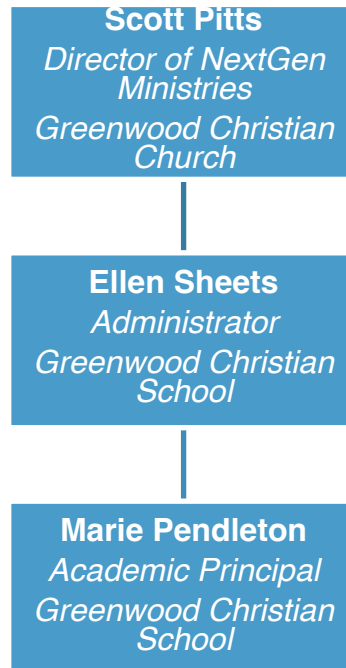 Scott Pitts
Director of NextGen
Ministries
Greenwood Christian
Church
Ellen Sheets
Administrator
Greenwood Christian
School
Marie Pendleton
Academic Principal
Greenwood Christian
School